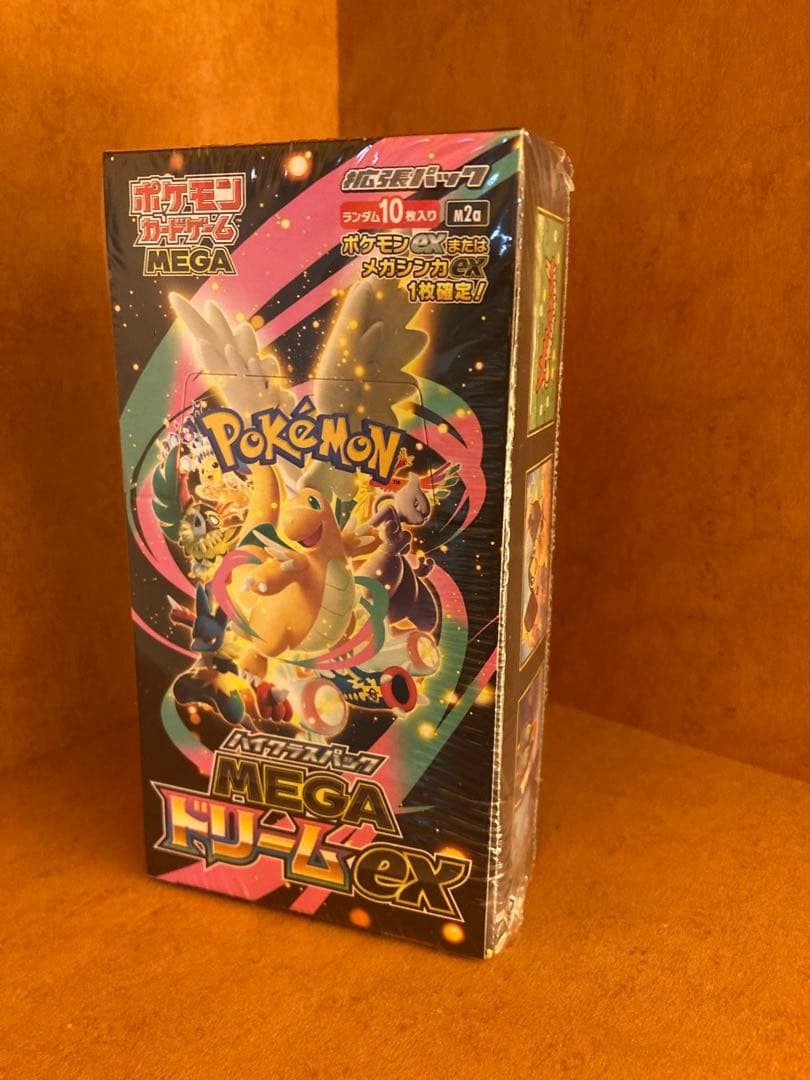 ポケモン
カードゲーム
MEGA
拡張パック
ランダム10枚入り
M2a
ポケモンexまたは
メガシンカex
1枚確定!
POKéMON
TM
ハイクラスパック
MEGA
ドリームex